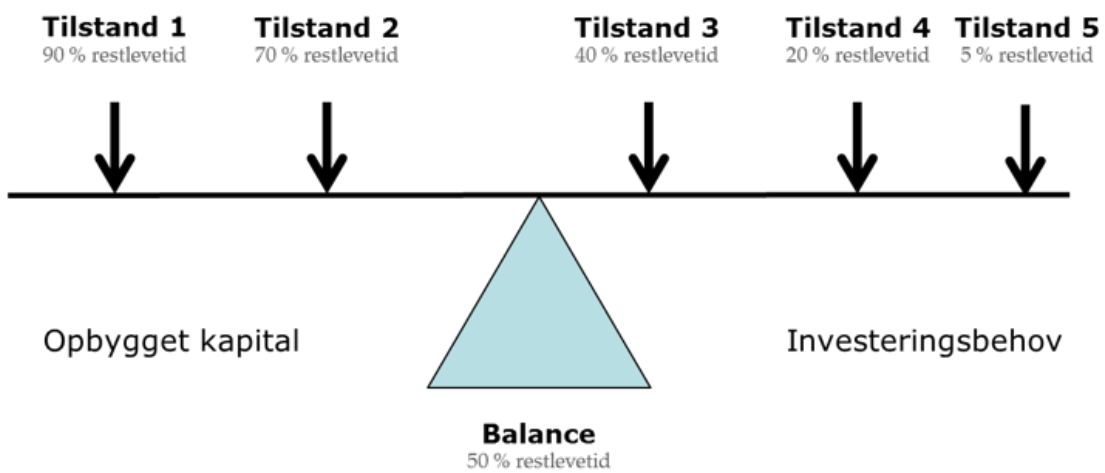 Tilstand 1
90 % restlevetid
Tilstand 2
70 % restlevetid
Tilstand 3
40 % restlevetid
Tilstand 4
20 % restlevetid
Tilstand 5
5 % restlevetid
Opbygget kapital
Investeringsbehov
Balance
50 % restlevetid